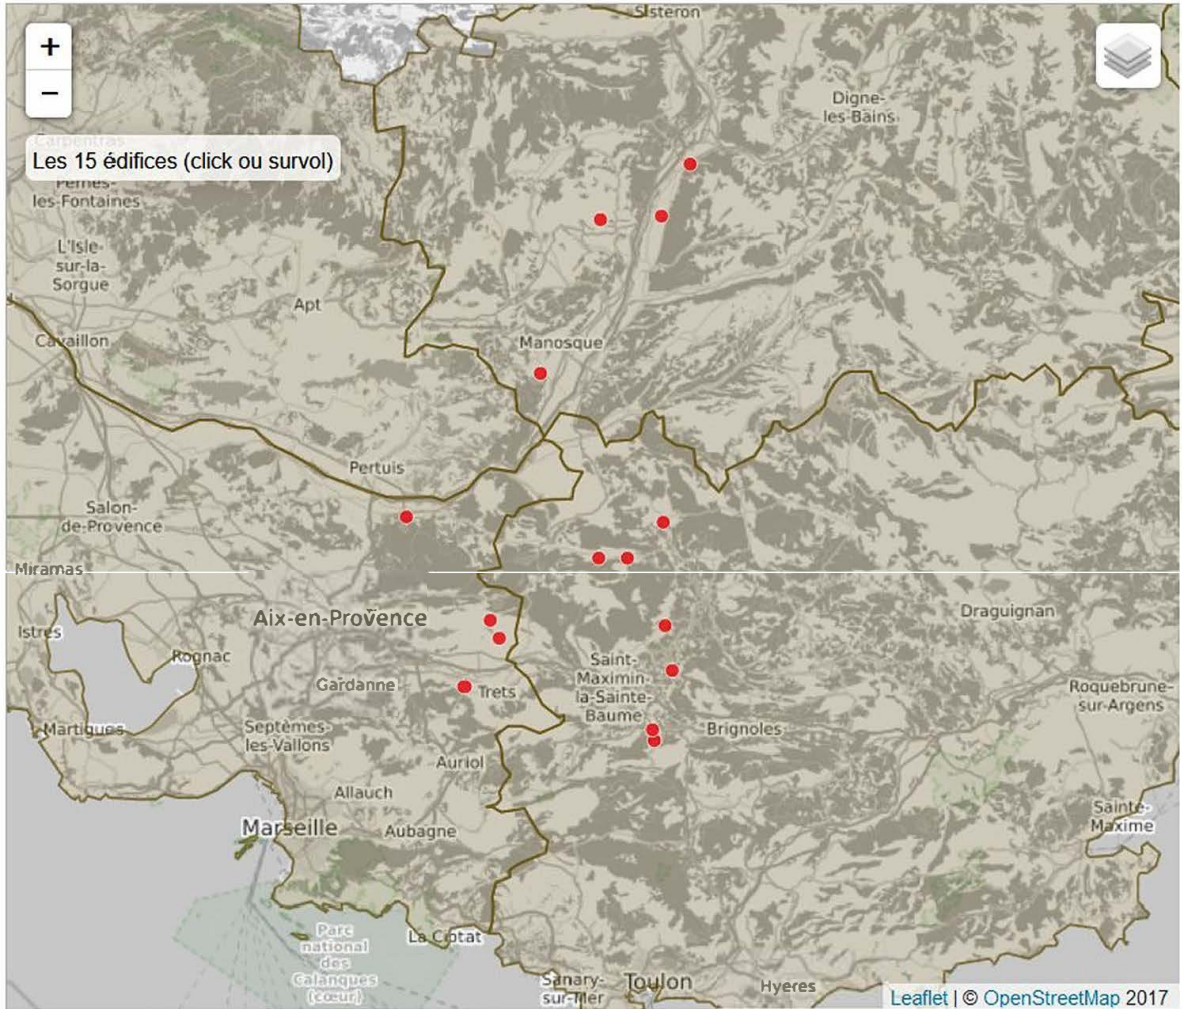 Sisteron
+
−
Digne-
les-Bains
Carpentras
Les 15 édifices (click ou survol)
Pernes-
les-Fontaines
L'Isle-
sur-la-
Sorgue
Apt
Cavaillon
Manosque
Pertuis
Salon-
de-Provence
Miramas
Aix-en-Provence
Draguignan
Istres
Rognac
Saint-
Maximin-
la-Sainte-
Baume
Gardanne
Trets
Roquebrune-
sur-Argens
Martigues
Septèmes-
les-Vallons
Brignoles
Auriol
Allauch
Sainte-
Maxime
Marseille
Aubagne
La Ciotat
Parc
national
des
Calanques
(cœur)
Sanary-
sur-Mer
Toulon
Hyeres
Leaflet | © OpenStreetMap 2017